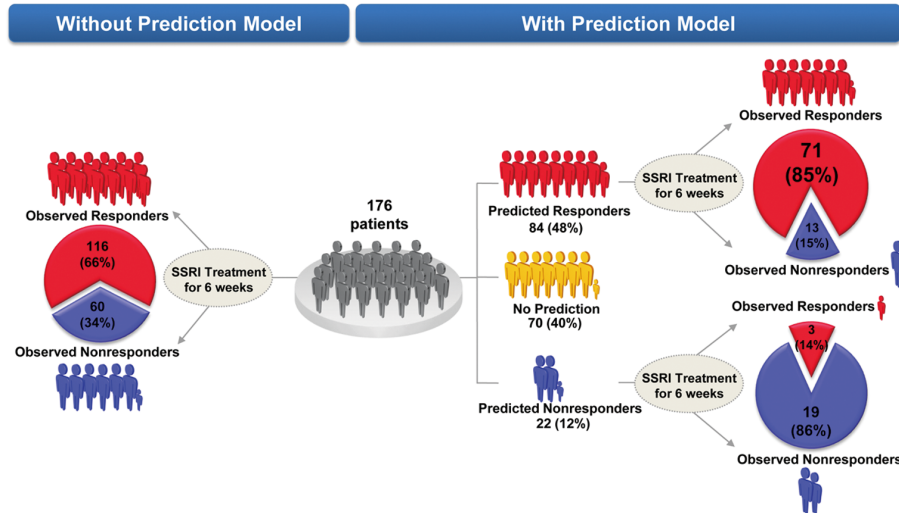 Without Prediction Model
With Prediction Model
Observed Responders
116
(66%)
60
(34%)
Observed Nonresponders
SSRI Treatment
for 6 weeks
176
patients
Predicted Responders
84 (48%)
No Prediction
70 (40%)
Predicted Nonresponders
22 (12%)
SSRI Treatment
for 6 weeks
Observed Responders
71
(85%)
13
(15%)
Observed Nonresponders
SSRI Treatment
for 6 weeks
Observed Responders
3
(14%)
19
(86%)
Observed Nonresponders